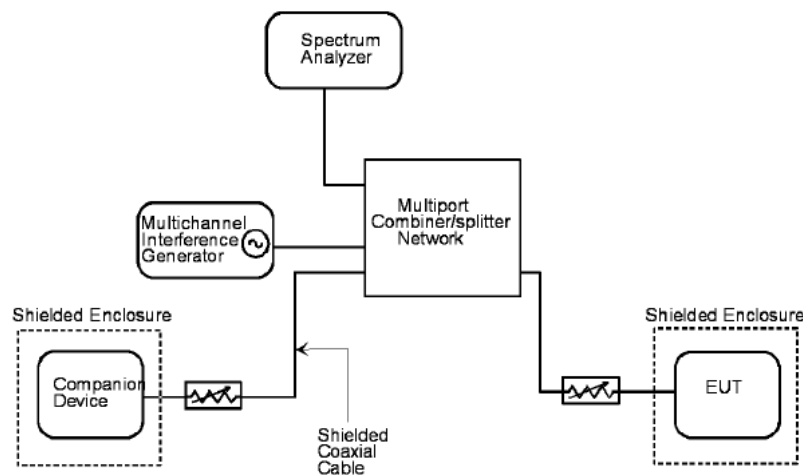 Spectrum
Analyzer
Multiport
Combiner/splitter
Network
Multichannel
Interference
Generator
Shielded Enclosure
Companion
Device
Shielded
Coaxial
Cable
Shielded Enclosure
EUT